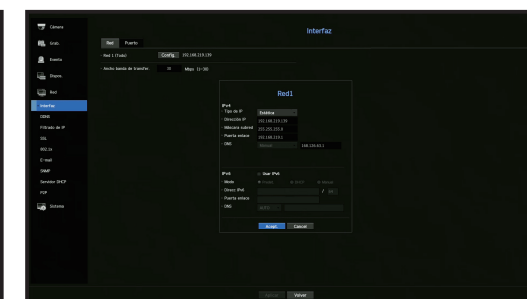 Interfaz
Cámara
Grab.
Evento
Dispos.
Red
Interfaz
DDNS
Filtrado de IP
SSL
802.1x
E-mail
SNMP
Servidor DHCP
P2P
Sistema
Red Puerto
Red 1 (Todo) Config. 192.168.219.139
Ancho banda de transfer. Mbps
Red1
IPv4
Tipo de IP Estática
Dirección IP 192.168.219.139
Máscara subred 255.255.255.0
Puerta enlace 192.168.219.1
DNS Manual 168.126.63.1
IPv6 Usar IPv6
Modo Manual
Direcc IPv6 /
Puerta enlace
DNS
Acept. Cancel
Volver